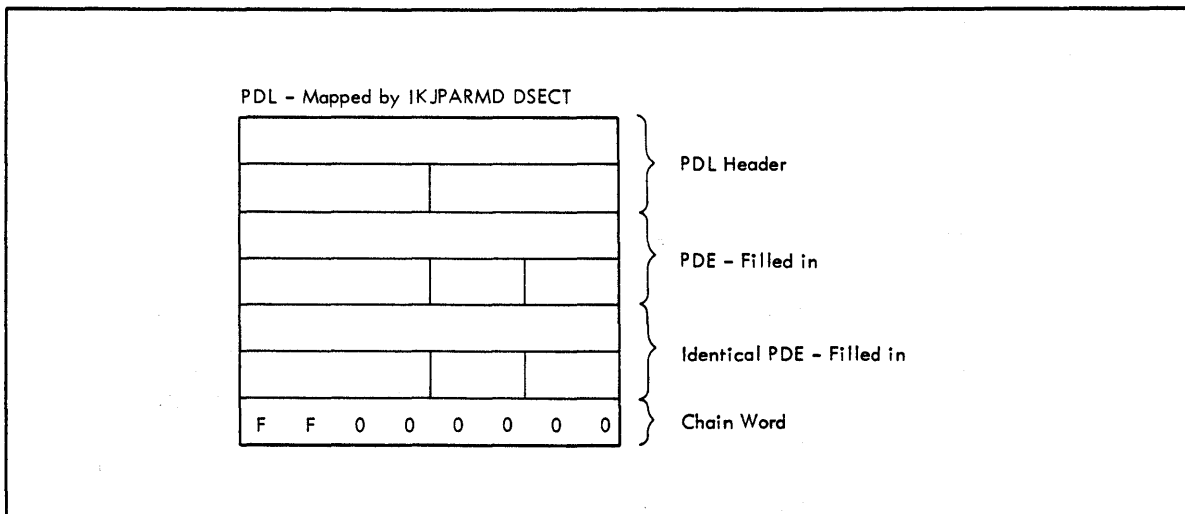 PDL - Mapped by IKJPARMD DSECT
PDL Header
PDE - Filled in
Identical PDE - Filled in
F F 0 0 0 0 0 0
Chain Word